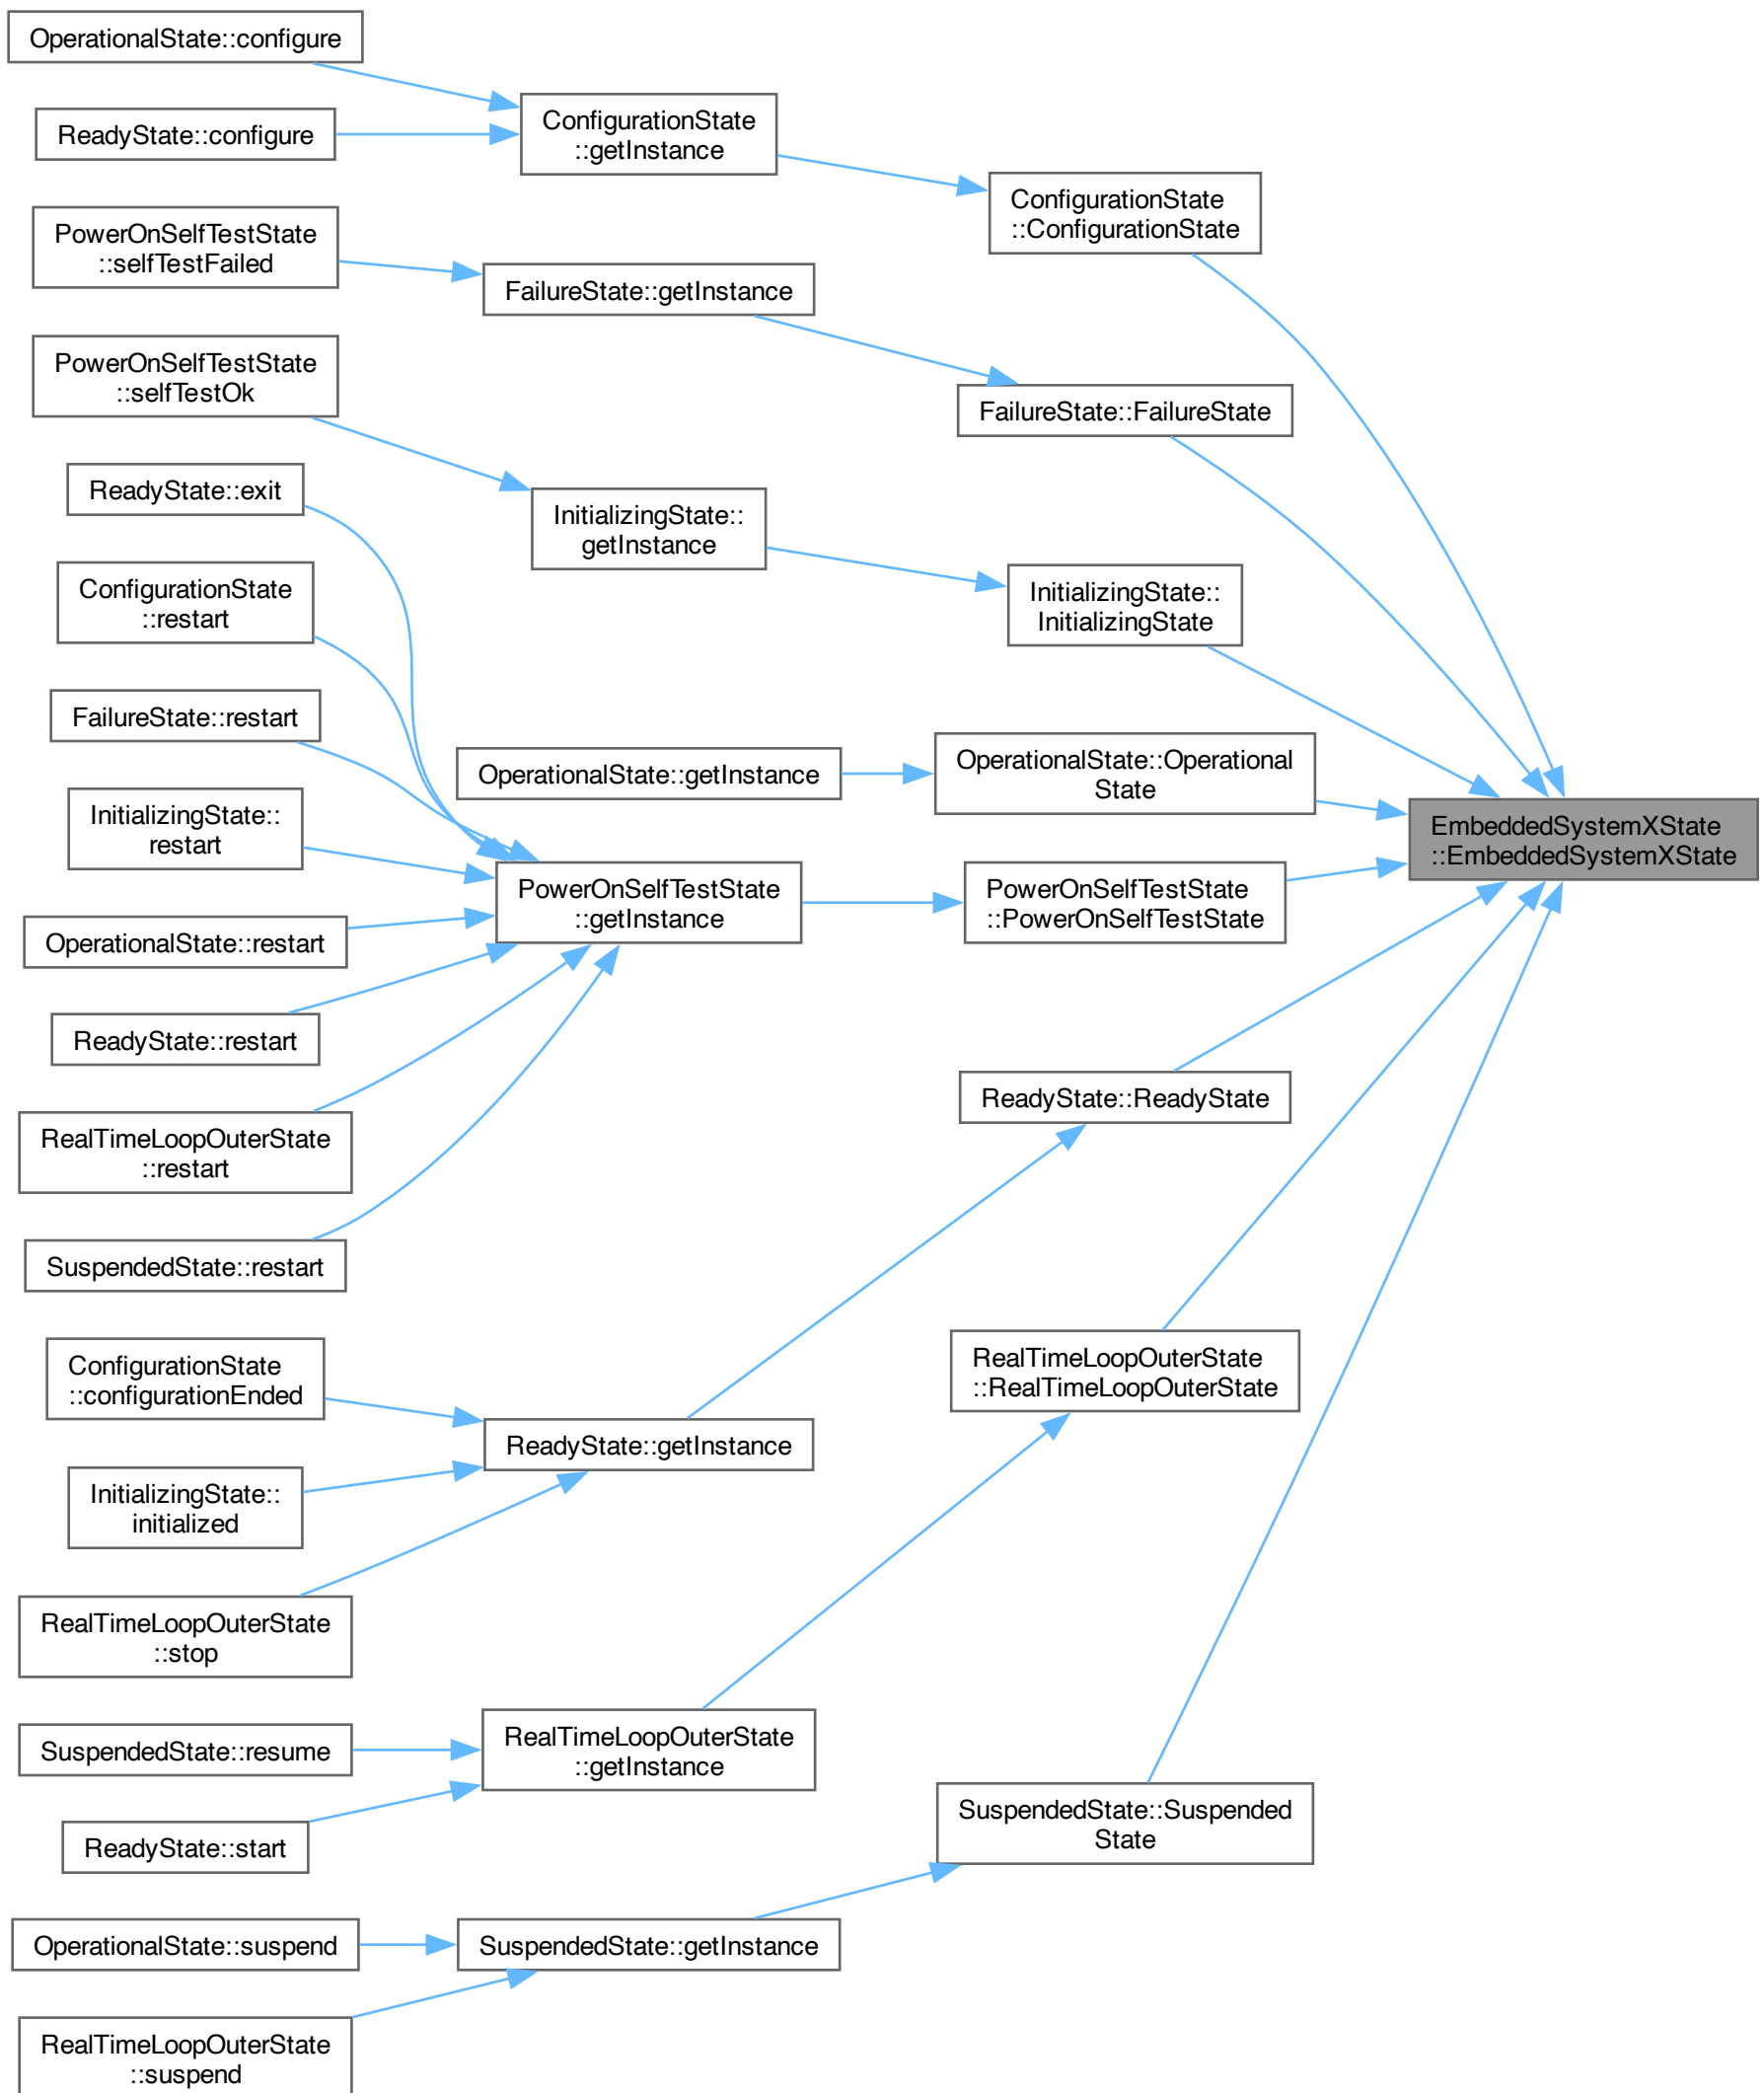 OperationalState::configure
ReadyState::configure
PowerOnSelfTestState
::selfTestFailed
PowerOnSelfTestState
::selfTestOk
ReadyState::exit
ConfigurationState
::restart
FailureState::restart
InitializingState::
restart
OperationalState::restart
ReadyState::restart
RealTimeLoopOuterState
::restart
SuspendedState::restart
ConfigurationState
::configurationEnded
InitializingState::
initialized
RealTimeLoopOuterState
::stop
SuspendedState::resume
ReadyState::start
OperationalState::suspend
RealTimeLoopOuterState
::suspend
ConfigurationState
::getInstance
FailureState::getInstance
InitializingState::
getInstance
OperationalState::getInstance
PowerOnSelfTestState
::getInstance
ReadyState::getInstance
RealTimeLoopOuterState
::getInstance
SuspendedState::getInstance
ConfigurationState
::ConfigurationState
FailureState::FailureState
InitializingState::
InitializingState
OperationalState::Operational
State
PowerOnSelfTestState
::PowerOnSelfTestState
ReadyState::ReadyState
RealTimeLoopOuterState
::RealTimeLoopOuterState
SuspendedState::Suspended
State
EmbeddedSystemXState
::EmbeddedSystemXState